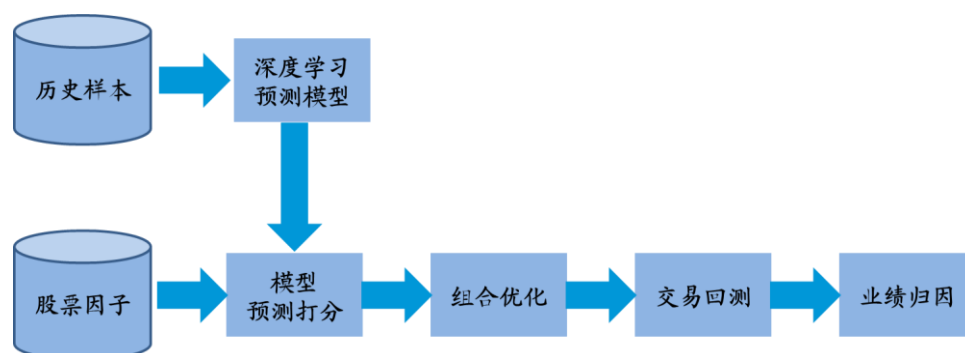 历史样本
深度学习
预测模型
股票因子
模型
预测打分
组合优化
交易回测
业绩归因